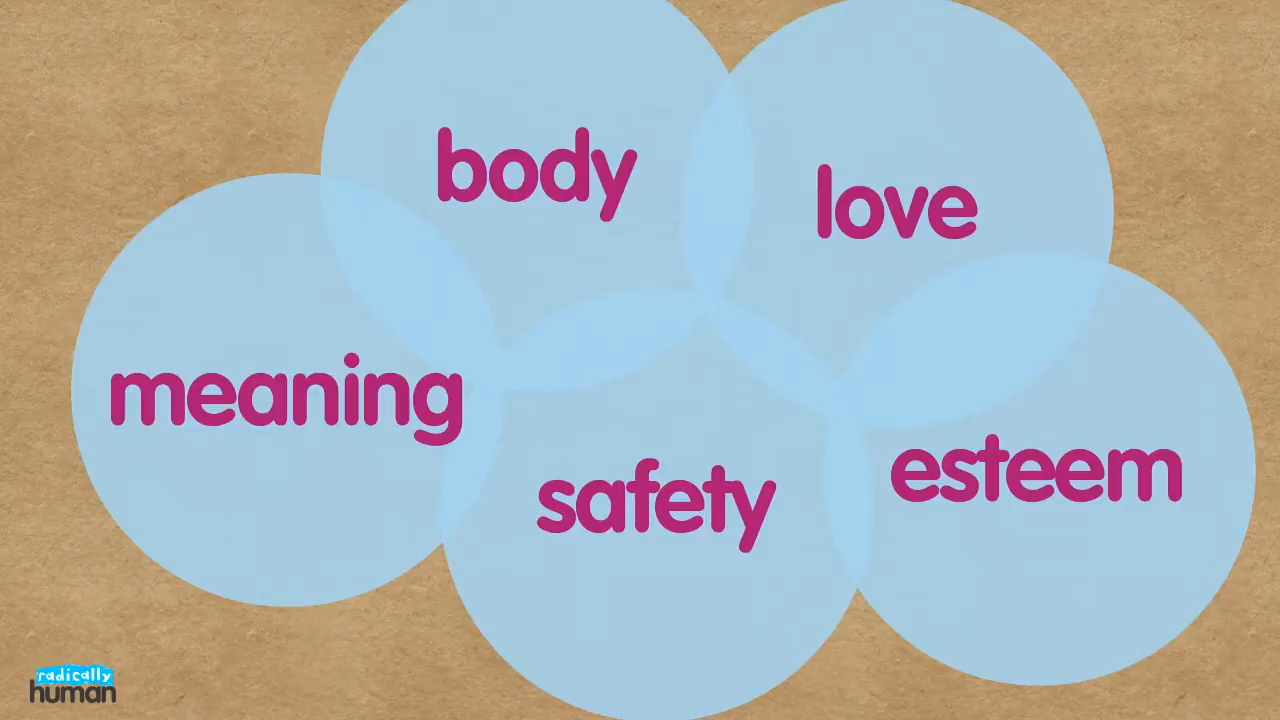 body
love
meaning
safety
esteem
radically
human